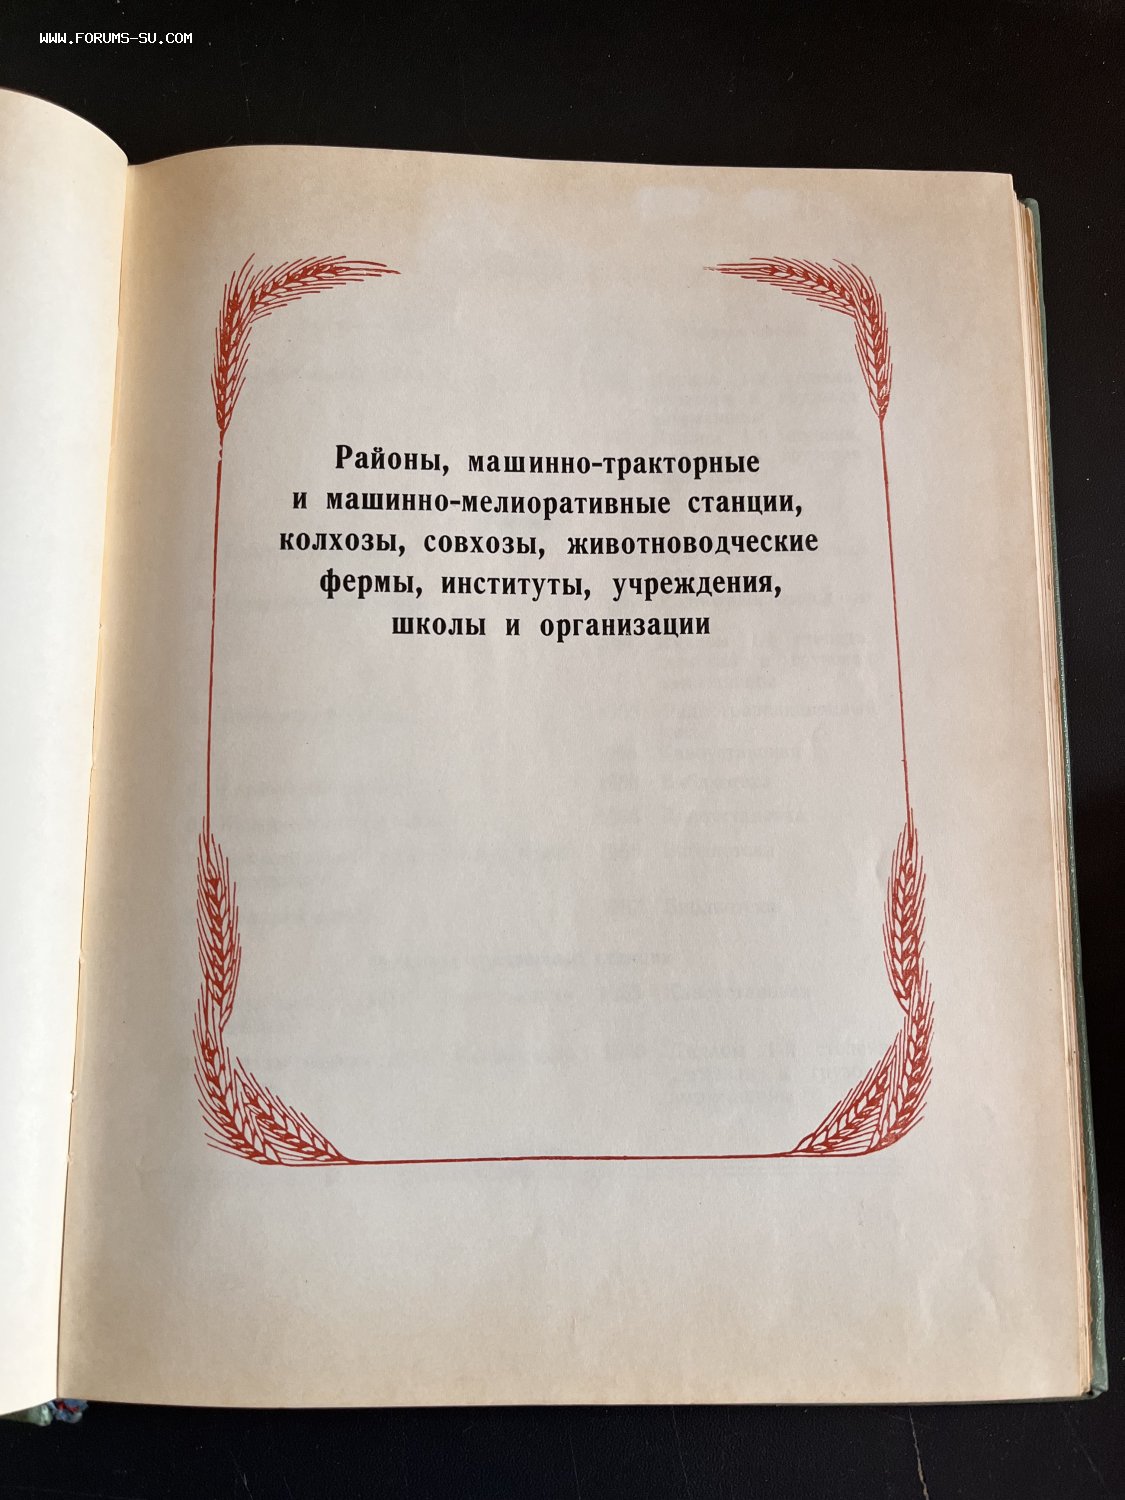 WWW.FORUMS-SU.COM
Районы, машинно-тракторные
и машинно-мелиоративные станции,
колхозы, совхозы, животноводческие
фермы, институты, учреждения,
школы и организации